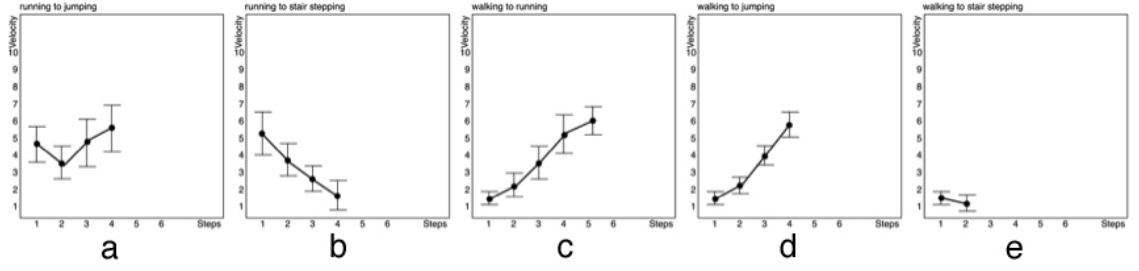 running to jumping
Velocity
10
9
8
7
6
5
4
3
2
1
1 2 3 4 5 6 Steps
a
running to stair stepping
Velocity
10
9
8
7
6
5
4
3
2
1
1 2 3 4 5 6 Steps
b
walking to running
Velocity
10
9
8
7
6
5
4
3
2
1
1 2 3 4 5 6 Steps
c
walking to jumping
Velocity
10
9
8
7
6
5
4
3
2
1
1 2 3 4 5 6 Steps
d
walking to stair stepping
Velocity
10
9
8
7
6
5
4
3
2
1
1 2 3 4 5 6 Steps
e